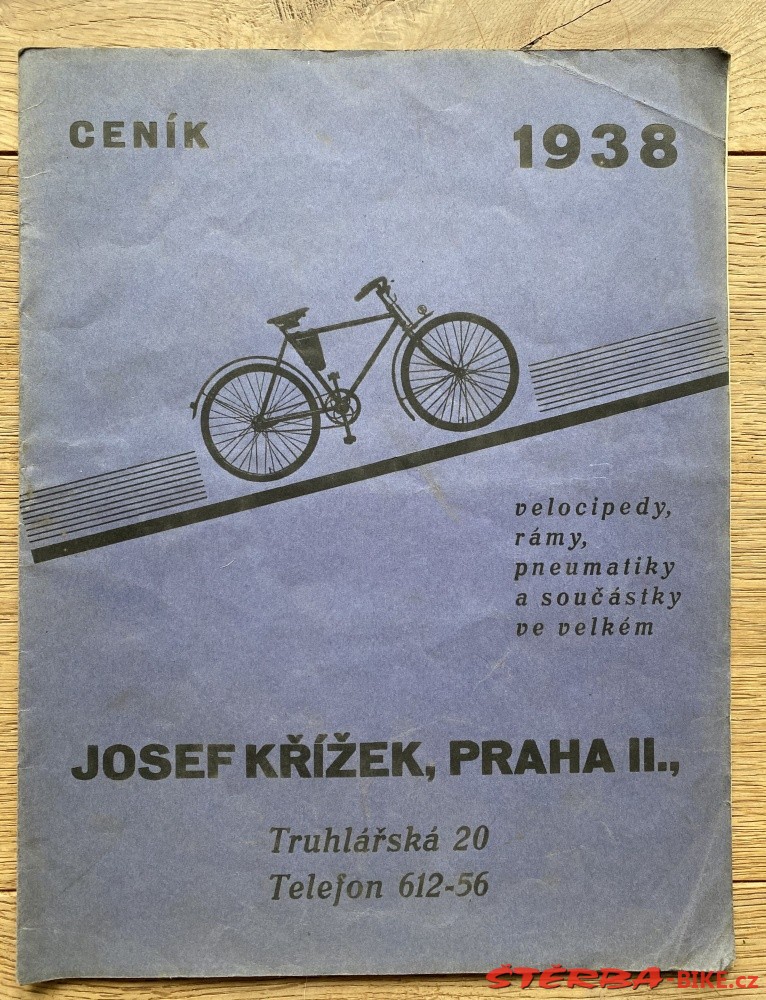 CENÍK 1938
velocipedy,
rámy,
pneumatiky
a součástky
ve velkém
JOSEF KŘÍŽEK, PRAHA II.,
Truhlářská 20
Telefon 612-56
ŠTĚRBA-BIKE.cz